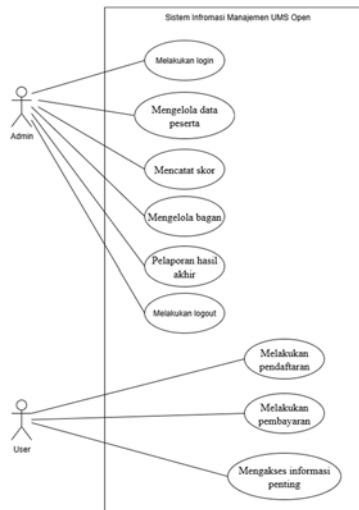 Sistem Infromasi Manajemen UMS Open
Melakukan login
Mengelola data
peserta
Admin
Mencatat skor
Mengelola bagan
Pelaporan hasil
akhir
Melakukan logout
Melakukan
pendaftaran
Melakukan
pembayaran
User
Mengakses informasi
penting